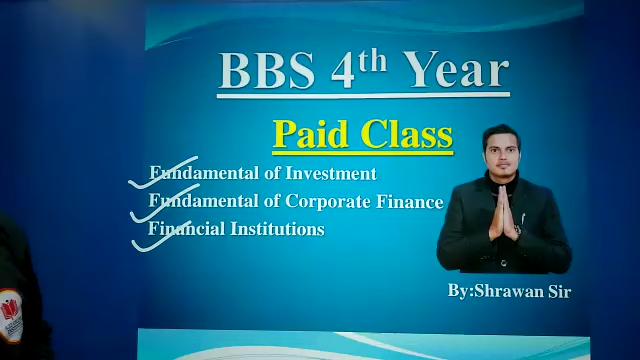 BBS 4th Year
Paid Class
Fundamental of Investment
Fundamental of Corporate Finance
Financial Institutions
By:Shrawan Sir